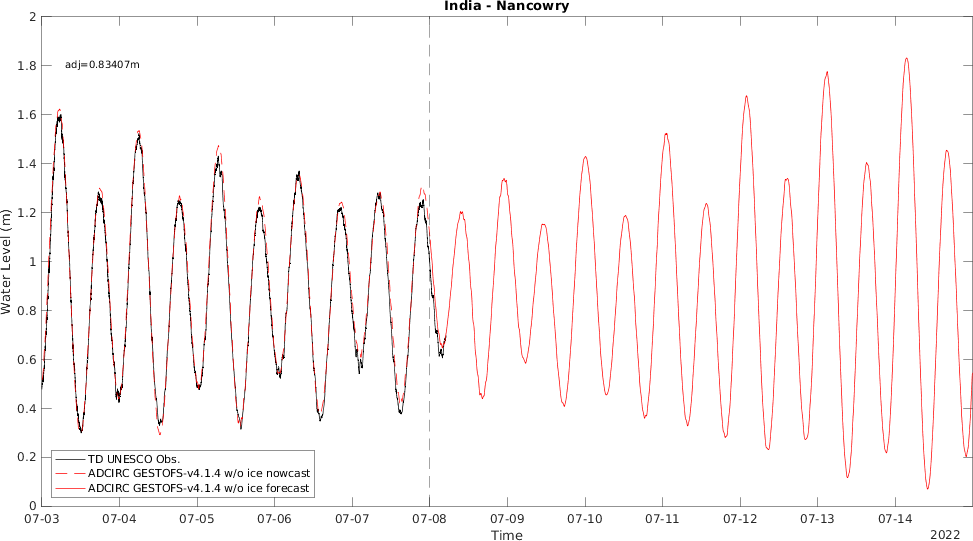 India - Nancowry
adj=0.83407m
Water Level (m)
2
1.8
1.6
1.4
1.2
1
0.8
0.6
0.4
0.2
0
TD UNESCO Obs.
ADCIRC GESTOFS-v4.1.4 w/o ice nowcast
ADCIRC GESTOFS-v4.1.4 w/o ice forecast
07-03 07-04 07-05 07-06 07-07 07-08 07-09 07-10 07-11 07-12 07-13 07-14
Time
2022